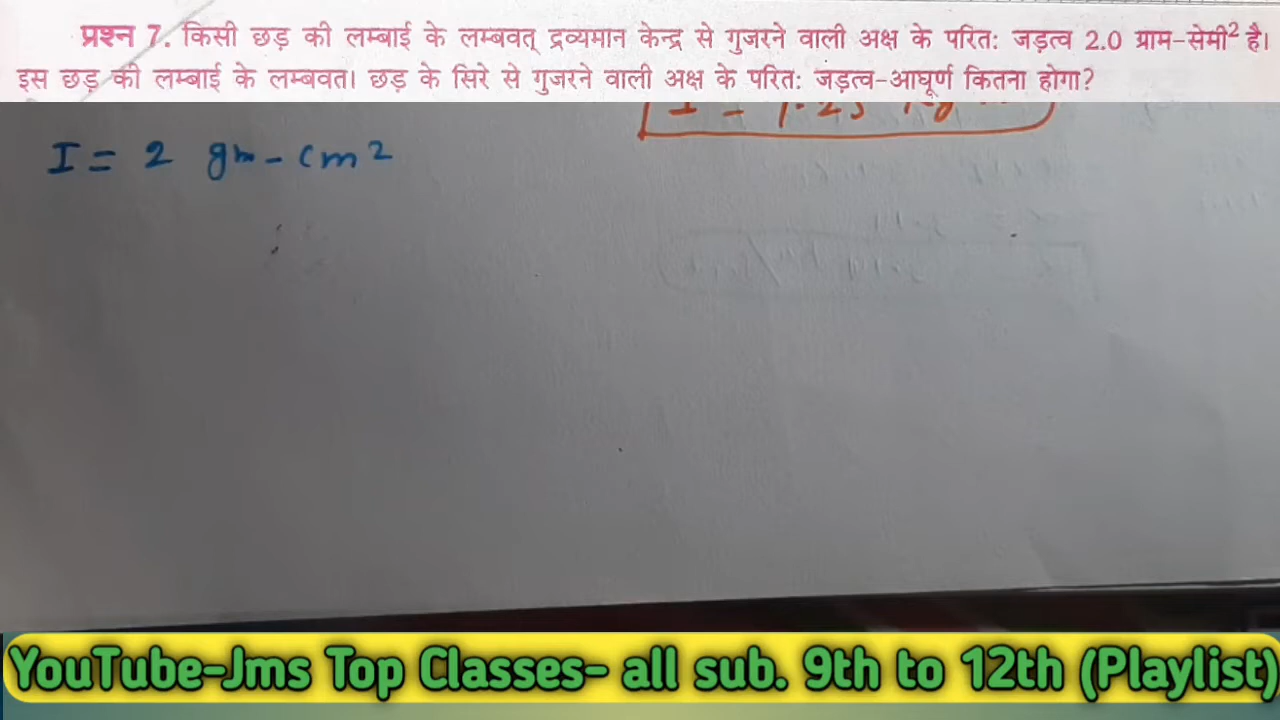 प्रश्न 7. किसी छड़ की लम्बाई के लम्बवत् द्रव्यमान केन्द्र से गुजरने वाली अक्ष के परितः जड़त्व 2.0 ग्राम-सेमी² है।
इस छड़ की लम्बाई के लम्बवत। छड़ के सिरे से गुजरने वाली अक्ष के परितः जड़त्व-आघूर्ण कितना होगा?
I = 2 gm - cm²
YouTube-Jms Top Classes- all sub. 9th to 12th (Playlist)